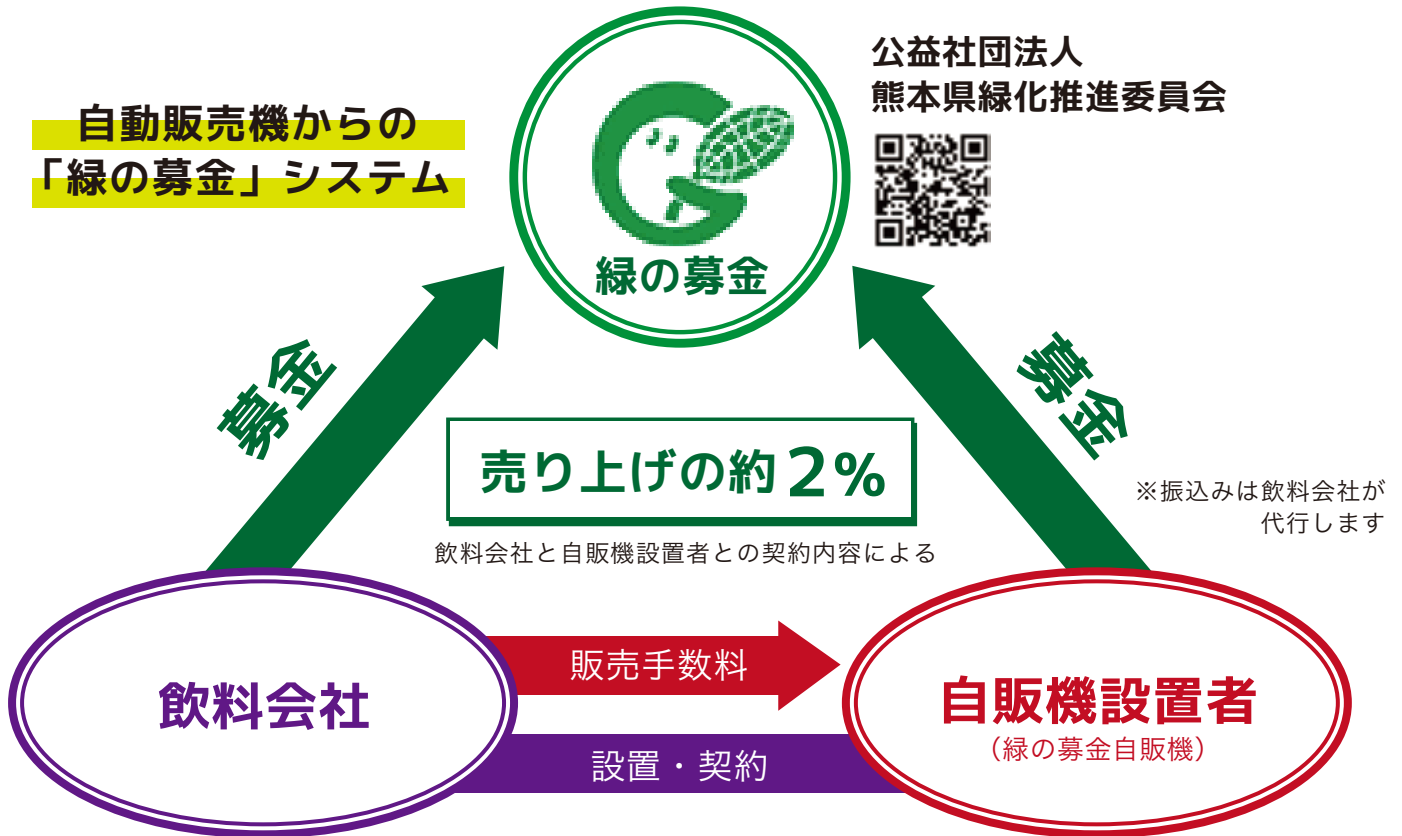 自動販売機からの
「緑の募金」システム
緑の募金
公益社団法人
熊本県緑化推進委員会
募金
募金
売り上げの約2%
飲料会社と自販機設置者との契約内容による
※振込みは飲料会社が
代行します
飲料会社
販売手数料
設置・契約
自販機設置者
（緑の募金自販機）